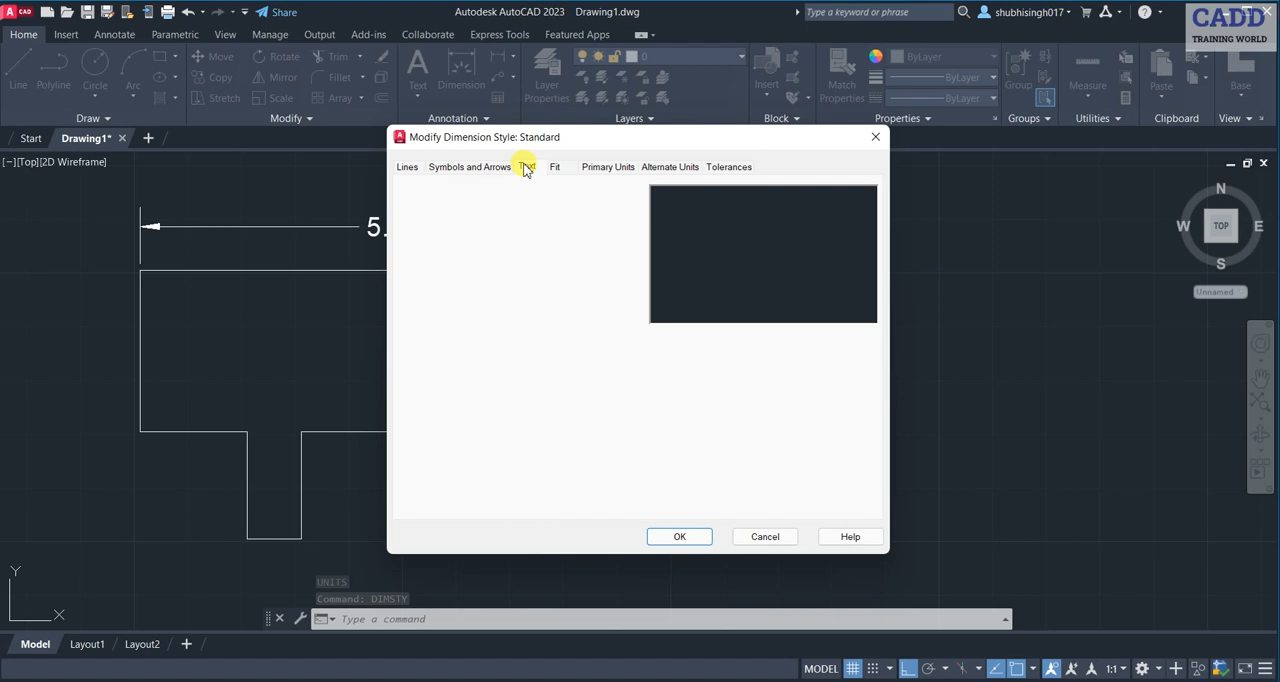 A CAD
Share
Autodesk AutoCAD 2023 Drawing1.dwg
Type a keyword or phrase
shubhisingh017
CADD
TRAINING WORLD
Home Insert Annotate Parametric View Manage Output Add-ins Collaborate Express Tools Featured Apps
Line Polyline Circle Arc
Move Rotate Trim
Copy Mirror Fillet
Stretch Scale Array
Text Dimension
Layer
Properties
0
Insert
Match
Properties
ByLayer
ByLayer
ByLayer
Group
Measure
Paste
Base
Draw Modify Annotation Layers Block Properties Groups Utilities Clipboard View
Start Drawing1* +
[−][Top][2D Wireframe]
Modify Dimension Style: Standard
Lines Symbols and Arrows Fit Primary Units Alternate Units Tolerances
5.
N
W TOP E
S
Unnamed
OK Cancel Help
Y
X
UNITS
Command: DIMSTY
Type a command
Model Layout1 Layout2 +
MODEL 1:1